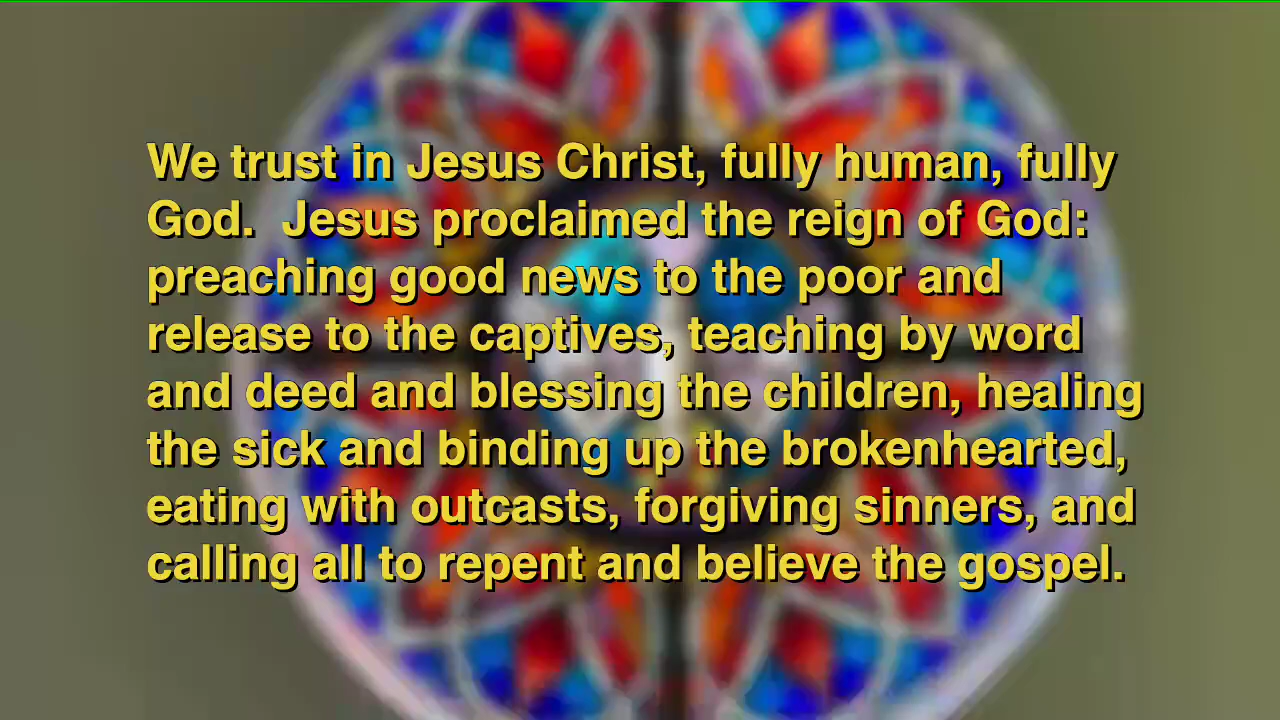 We trust in Jesus Christ, fully human, fully
God.  Jesus proclaimed the reign of God:
preaching good news to the poor and
release to the captives, teaching by word
and deed and blessing the children, healing
the sick and binding up the brokenhearted,
eating with outcasts, forgiving sinners, and
calling all to repent and believe the gospel.